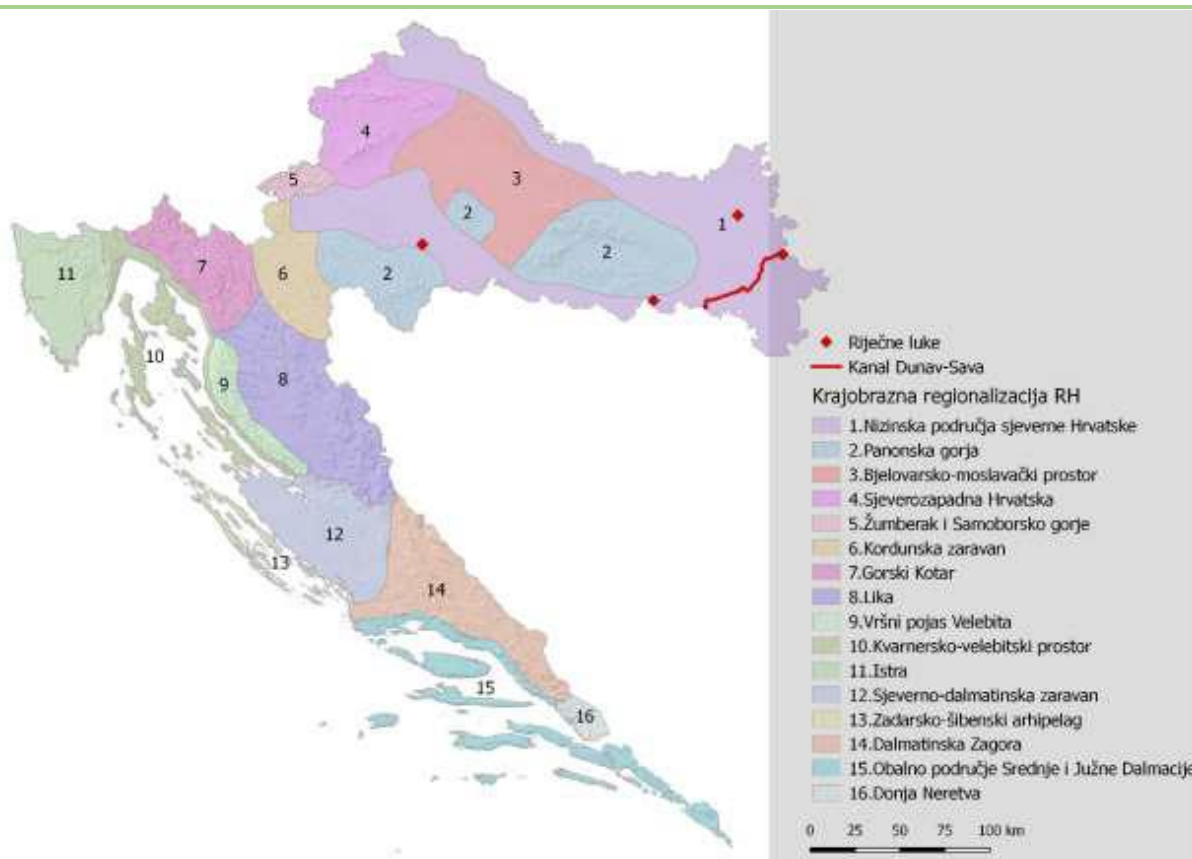 4
3
5
2
1
2
7
6
2
11
10
9
8
12
13
14
15
16
Riječne luke
Kanal Dunav-Sava
Krajobrazna regionalizacija RH
1.Nizinska područja sjeverne Hrvatske
2.Panonska gorja
3.Bjelovarsko-moslavački prostor
4.Sjeverozapadna Hrvatska
5.Žumberak i Samoborsko gorje
6.Kordunska zaravan
7.Gorski Kotar
8.Lika
9.Vršni pojas Velebita
10.Kvarnersko-velebitski prostor
11.Istra
12.Sjeverno-dalmatinska zaravan
13.Zadarsko-šibenski arhipelag
14.Dalmatinska Zagora
15.Obalno područje Srednje i Južne Dalmacije
16.Donja Neretva
0 25 50 75 100 km